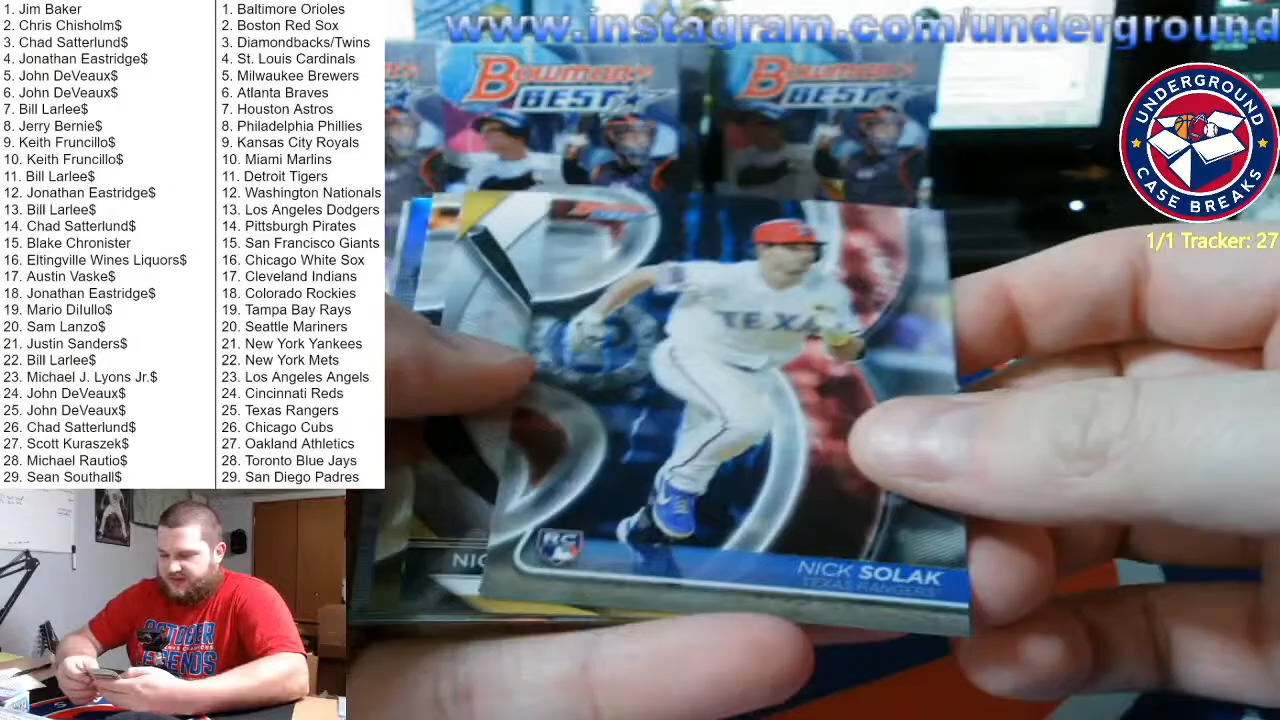 1. Jim Baker
2. Chris Chisholm$
3. Chad Satterlund$
4. Jonathan Eastridge$
5. John DeVeaux$
6. John DeVeaux$
7. Bill Larlee$
8. Jerry Bernie$
9. Keith Fruncillo$
10. Keith Fruncillo$
11. Bill Larlee$
12. Jonathan Eastridge$
13. Bill Larlee$
14. Chad Satterlund$
15. Blake Chronister
16. Eltingville Wines Liquors$
17. Austin Vaske$
18. Jonathan Eastridge$
19. Mario DiIullo$
20. Sam Lanzo$
21. Justin Sanders$
22. Bill Larlee$
23. Michael J. Lyons Jr.$
24. John DeVeaux$
25. John DeVeaux$
26. Chad Satterlund$
27. Scott Kuraszek$
28. Michael Rautio$
29. Sean Southall$
1. Baltimore Orioles
2. Boston Red Sox
3. Diamondbacks/Twins
4. St. Louis Cardinals
5. Milwaukee Brewers
6. Atlanta Braves
7. Houston Astros
8. Philadelphia Phillies
9. Kansas City Royals
10. Miami Marlins
11. Detroit Tigers
12. Washington Nationals
13. Los Angeles Dodgers
14. Pittsburgh Pirates
15. San Francisco Giants
16. Chicago White Sox
17. Cleveland Indians
18. Colorado Rockies
19. Tampa Bay Rays
20. Seattle Mariners
21. New York Yankees
22. New York Mets
23. Los Angeles Angels
24. Cincinnati Reds
25. Texas Rangers
26. Chicago Cubs
27. Oakland Athletics
28. Toronto Blue Jays
29. San Diego Padres
www.instagram.com/underground
UNDERGROUND
CASE BREAKS
1/1 Tracker: 27
Bowman's
BEST
Bowman's
BEST
TEXA
RC
NICK SOLAK
TEXAS RANGERS
NIC
OCTOBER
LEGENDS